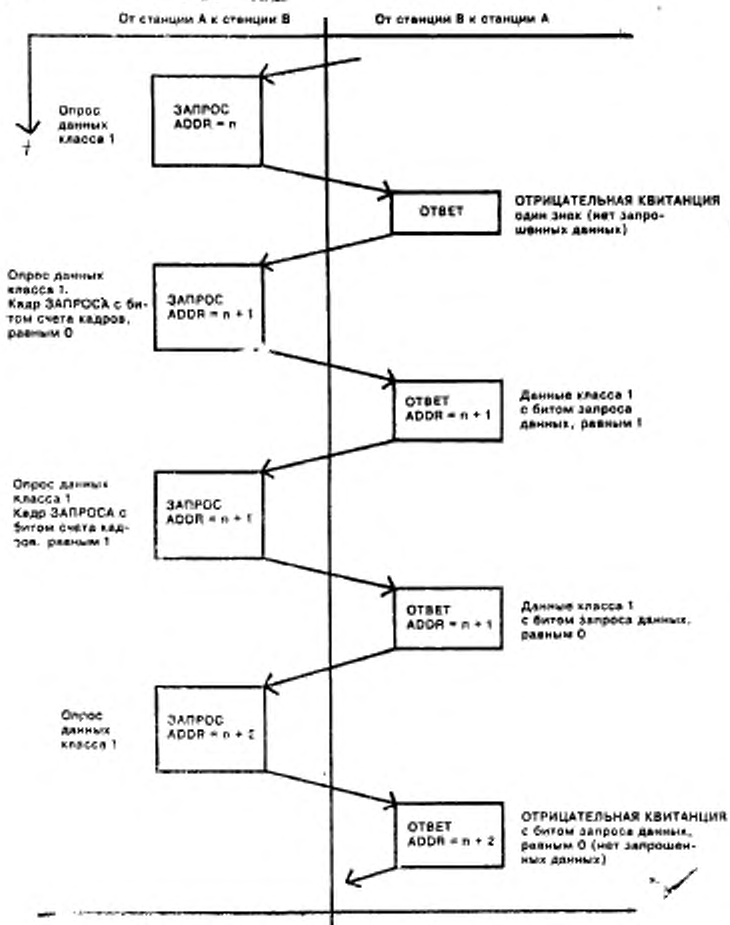 От станции А к станции В
От станции В к станции А
Опрос
данных
класса 1
t
ЗАПРОС
ADDR = n
ОТВЕТ
ОТРИЦАТЕЛЬНАЯ КВИТАНЦИЯ
один знак (нет запро-
шенных данных)
Опрос данных
класса 1.
Кадр ЗАПРОСА с би-
том счета кадров,
равным 0
ЗАПРОС
ADDR = n + 1
ОТВЕТ
ADDR = n + 1
Данные класса 1
с битом запроса
данных, равным 1
Опрос данных
класса 1
Кадр ЗАПРОСА с
битом счета кад-
ров, равным 1
ЗАПРОС
ADDR = n + 1
ОТВЕТ
ADDR = n + 1
Данные класса 1
с битом запроса данных,
равным 0
Опрос
данных
класса 1
ЗАПРОС
ADDR = n + 2
ОТВЕТ
ADDR = n + 2
ОТРИЦАТЕЛЬНАЯ КВИТАНЦИЯ
с битом запроса данных,
равным 0 (нет запрошен-
ных данных)